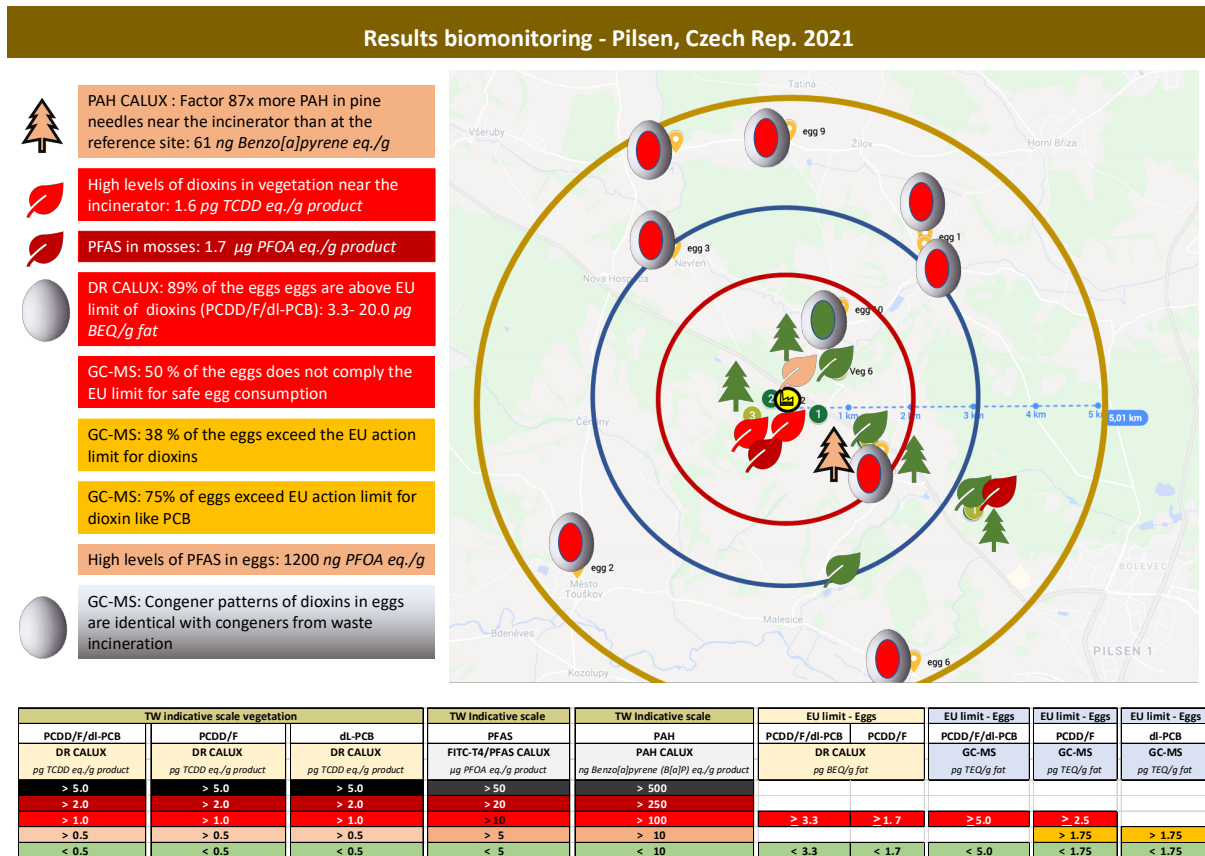 Results biomonitoring - Pilsen, Czech Rep. 2021
PAH CALUX : Factor 87x more PAH in pine
needles near the incinerator than at the
reference site: 61 ng Benzo[a]pyrene eq./g
High levels of dioxins in vegetation near the
incinerator: 1.6 pg TCDD eq./g product
PFAS in mosses: 1.7 µg PFOA eq./g product
DR CALUX: 89% of the eggs eggs are above EU
limit of dioxins (PCDD/F/dl-PCB): 3.3- 20.0 pg
BEQ/g fat
GC-MS: 50 % of the eggs does not comply the
EU limit for safe egg consumption
GC-MS: 38 % of the eggs exceed the EU action
limit for dioxins
GC-MS: 75% of eggs exceed EU action limit for
dioxin like PCB
High levels of PFAS in eggs: 1200 ng PFOA eq./g
GC-MS: Congener patterns of dioxins in eggs
are identical with congeners from waste
incineration
Tatiná
Všeruby
egg 9
Žilov
Horní Bříza
egg 1
egg 3
Nevřeň
Nová Hospoda
egg 10
Veg 6
2
2
3
1
1 km
2 km
3 km
4 km
5 km
5,01 km
1
egg 2
Město
Touškov
BOLEVEC
Malesice
Bdeněves
Kozolupy
egg 6
PILSEN 1
TW indicative scale vegetation TW Indicative scale TW Indicative scale EU limit - Eggs EU limit - Eggs EU limit - Eggs EU limit - Eggs
PCDD/F/dl-PCB PCDD/F dl-PCB PFAS PAH PCDD/F/dl-PCB PCDD/F PCDD/F/dl-PCB PCDD/F dl-PCB
DR CALUX DR CALUX DR CALUX FITC-T4/PFAS CALUX PAH CALUX DR CALUX GC-MS GC-MS GC-MS
pg TCDD eq./g product pg TCDD eq./g product pg TCDD eq./g product µg PFOA eq./g product ng Benzo[a]pyrene (B[a]P) eq./g product pg BEQ/g fat pg TEQ/g fat pg TEQ/g fat pg TEQ/g fat
> 5.0 > 5.0 > 5.0 > 50 > 500
> 2.0 > 2.0 > 2.0 > 20 > 250
> 1.0 > 1.0 > 1.0 > 10 > 100 ≥ 3.3 ≥ 1.7 ≥ 5.0 ≥ 2.5
> 0.5 > 0.5 > 0.5 > 5 > 10 > 1.75 > 1.75
< 0.5 < 0.5 < 0.5 < 5 < 10 < 3.3 < 1.7 < 5.0 < 1.75 < 1.75